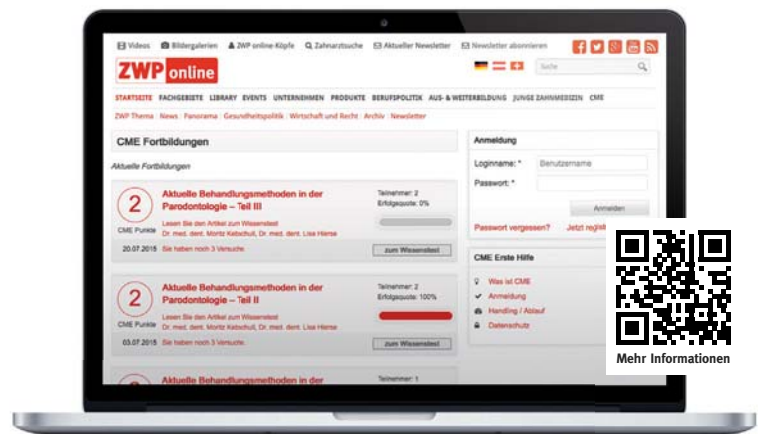 Videos Bildergalerien ZWP online-Köpfe Zahnarztsuche Aktueller Newsletter Newsletter abonnieren
ZWP online
Suche
STARTSEITE FACHGEBIETE LIBRARY EVENTS UNTERNEHMEN PRODUKTE BERUFSPOLITIK AUS- & WEITERBILDUNG JUNGE ZAHNMEDIZIN CME
ZWP Thema News Panorama Gesundheitspolitik Wirtschaft und Recht Archiv Newsletter
CME Fortbildungen
Aktuelle Fortbildungen
2
CME Punkte
20.07.2015
Aktuelle Behandlungsmethoden in der
Parodontologie – Teil III
Lesen Sie den Artikel zum Wissenstest
Dr. med. dent. Moritz Kebschull, Dr. med. dent. Lisa Hierse
Sie haben noch 3 Versuche.
Teilnehmer: 2
Erfolgsquote: 0%
zum Wissenstest
2
CME Punkte
03.07.2015
Aktuelle Behandlungsmethoden in der
Parodontologie – Teil II
Lesen Sie den Artikel zum Wissenstest
Dr. med. dent. Moritz Kebschull, Dr. med. dent. Lisa Hierse
Sie haben noch 3 Versuche.
Teilnehmer: 2
Erfolgsquote: 100%
zum Wissenstest
Aktuelle Behandlungsmethoden in der
Teilnehmer: 1
Anmeldung
Loginname: * Benutzername
Passwort: *
Anmelden
Passwort vergessen? Jetzt
CME Erste Hilfe
Was ist CME
Anmeldung
Handling / Ablauf
Datenschutz
Mehr Informationen